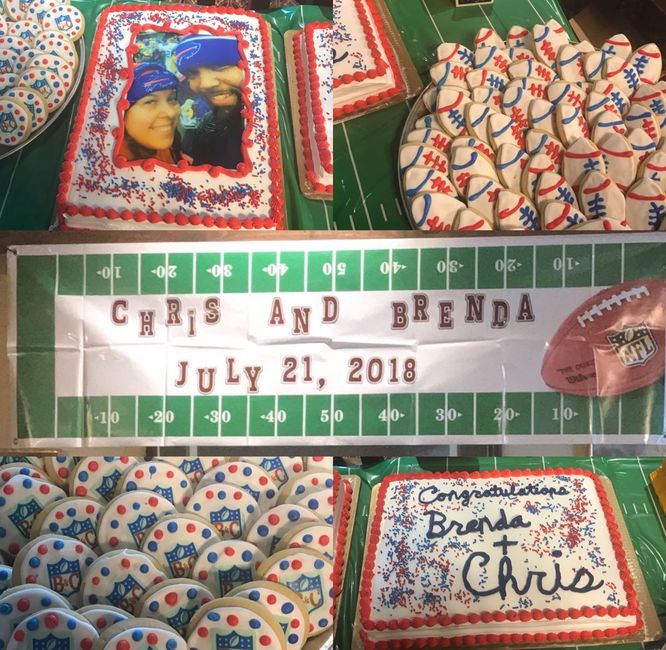 10 20 30 40 50 40 30 20 10
CHRIS AND BRENDA
JULY 21, 2018
NFL
10 20 30 40 50 40 30 20 10
B&C
Congratulations
Brenda
+
Chris